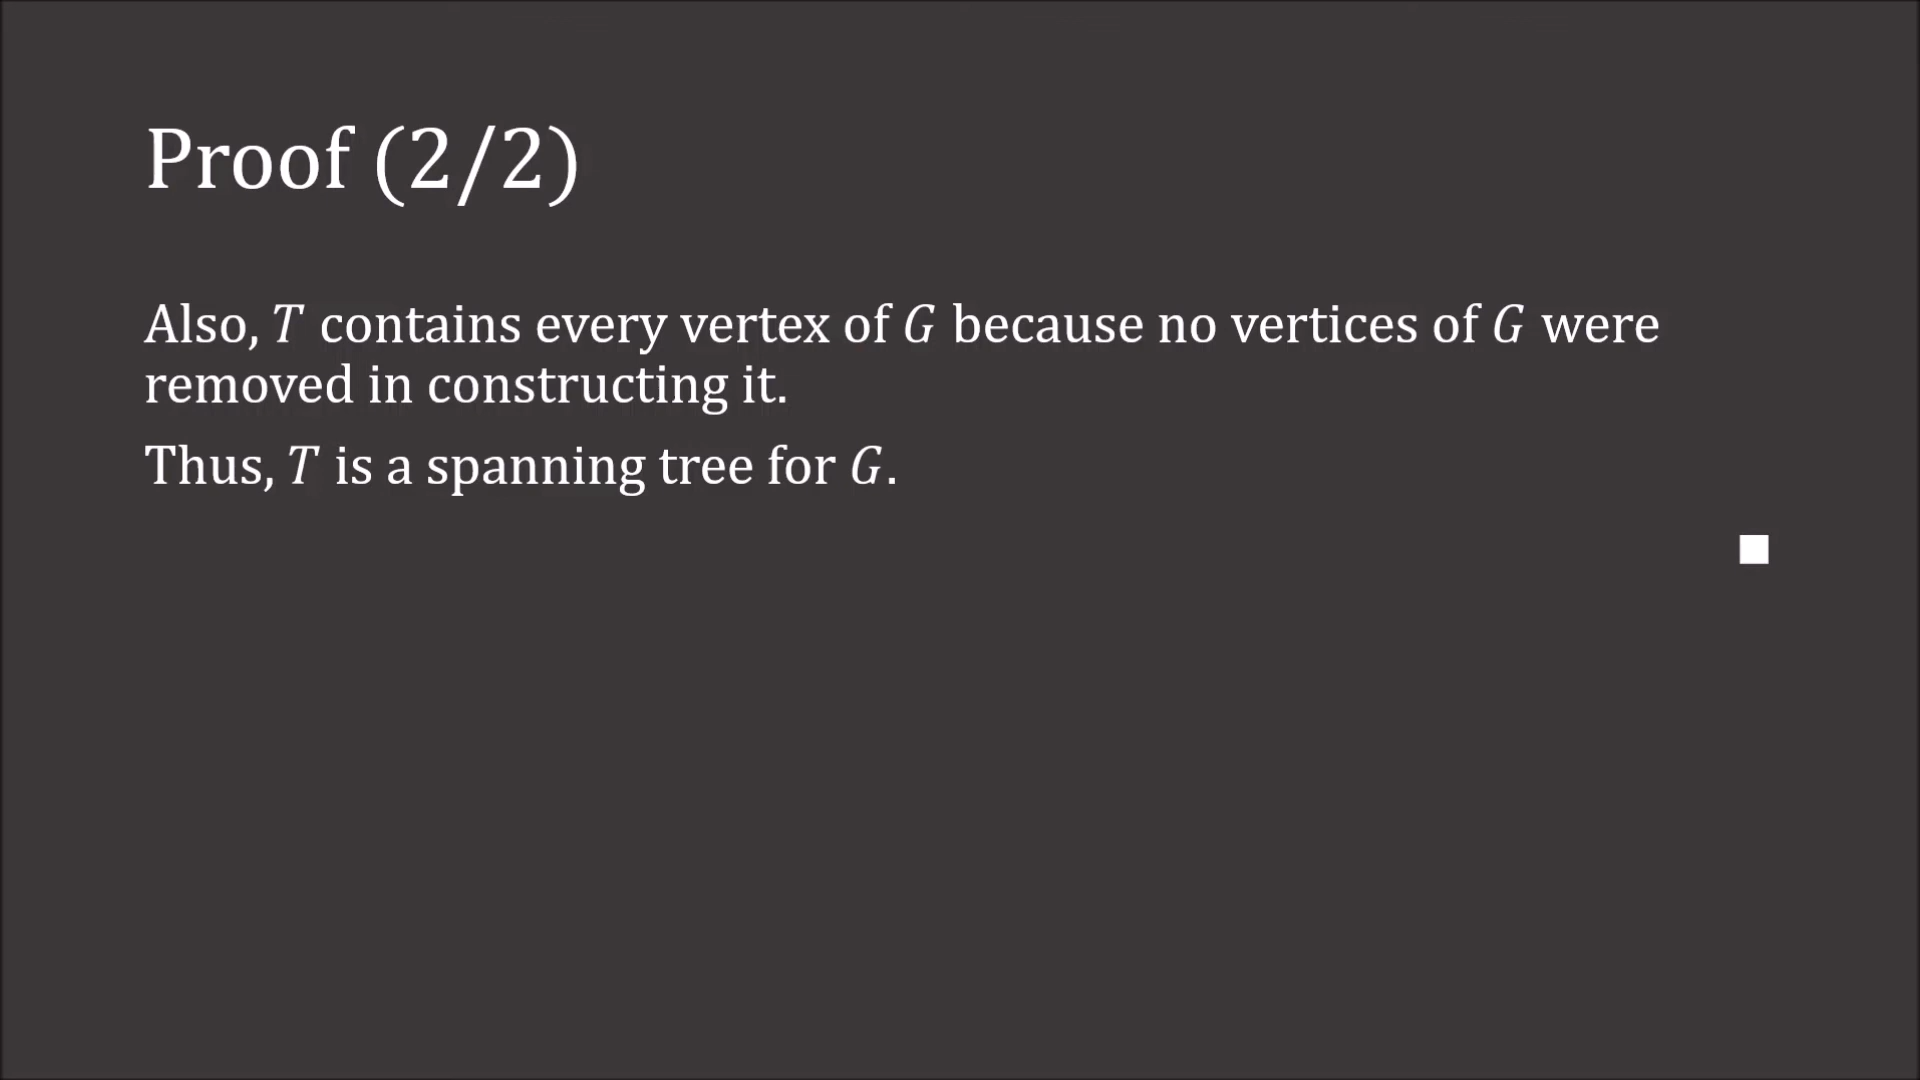 Proof (2/2)
Also, T contains every vertex of G because no vertices of G were
removed in constructing it.
Thus, T is a spanning tree for G.
■